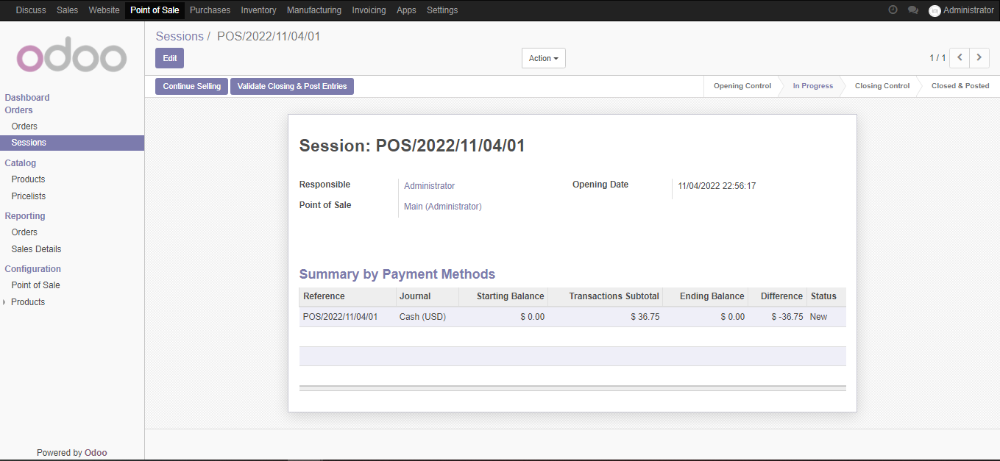 Discuss Sales Website Point of Sale Purchases Inventory Manufacturing Invoicing Apps Settings Administrator
odoo
Sessions / POS/2022/11/04/01
Edit Action 1 / 1
Continue Selling Validate Closing & Post Entries Opening Control In Progress Closing Control Closed & Posted
Dashboard
Orders
Orders
Sessions
Catalog
Products
Pricelists
Reporting
Orders
Sales Details
Configuration
Point of Sale
Products
Powered by Odoo
Session: POS/2022/11/04/01
Responsible Administrator Opening Date 11/04/2022 22:56:17
Point of Sale Main (Administrator)
Summary by Payment Methods
Reference Journal Starting Balance Transactions Subtotal Ending Balance Difference Status
POS/2022/11/04/01 Cash (USD) $ 0.00 $ 36.75 $ 0.00 $ -36.75 New